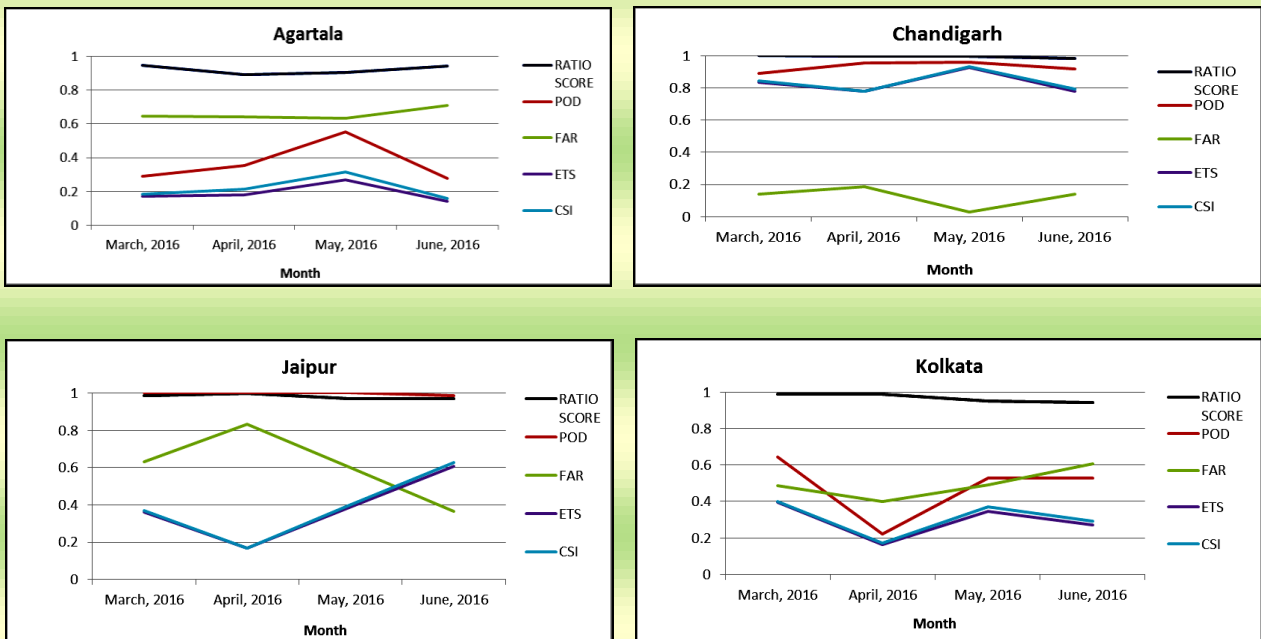 Agartala
1
0.8
0.6
0.4
0.2
0
March, 2016 April, 2016 May, 2016 June, 2016
Month
RATIO
SCORE
POD
FAR
ETS
CSI
Chandigarh
1
0.8
0.6
0.4
0.2
0
March, 2016 April, 2016 May, 2016 June, 2016
Month
RATIO
SCORE
POD
FAR
ETS
CSI
Jaipur
1
0.8
0.6
0.4
0.2
0
March, 2016 April, 2016 May, 2016 June, 2016
Month
RATIO
SCORE
POD
FAR
ETS
CSI
Kolkata
1
0.8
0.6
0.4
0.2
0
March, 2016 April, 2016 May, 2016 June, 2016
Month
RATIO
SCORE
POD
FAR
ETS
CSI